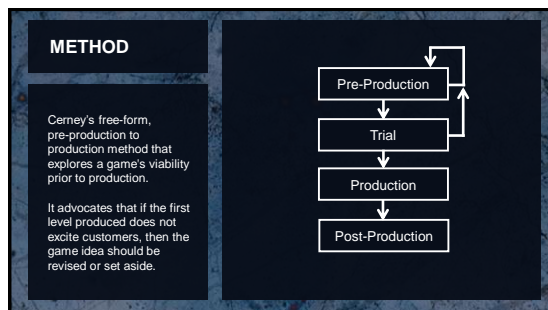 METHOD
Cerney's free-form,
pre-production to
production method that
explores a game's viability
prior to production.
It advocates that if the first
level produced does not
excite customers, then the
game idea should be
revised or set aside.
Pre-Production
Trial
Production
Post-Production